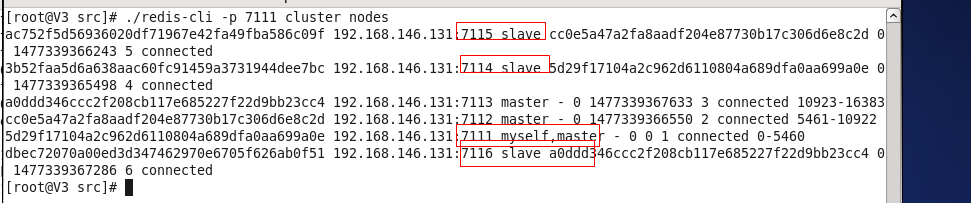 [root@V3 src]# ./redis-cli -p 7111 cluster nodes
ac752f5d56936020df71967e42fa49fba586c09f 192.168.146.131:7115 slave cc0e5a47a2fa8aadf204e87730b17c306d6e8c2d 0
1477339366243 5 connected
3b52faa5d6a638aac60fc91459a3731944dee7bc 192.168.146.131:7114 slave 5d29f17104a2c962d6110804a689dfa0aa699a0e 0
1477339365498 4 connected
a0ddd346ccc2f208cb117e685227f22d9bb23cc4 192.168.146.131:7113 master - 0 1477339367633 3 connected 10923-16383
cc0e5a47a2fa8aadf204e87730b17c306d6e8c2d 192.168.146.131:7112 master - 0 1477339366550 2 connected 5461-10922
5d29f17104a2c962d6110804a689dfa0aa699a0e 192.168.146.131:7111 myself,master - 0 0 1 connected 0-5460
dbec72070a00ed3d347462970e6705f626ab0f51 192.168.146.131:7116 slave a0ddd346ccc2f208cb117e685227f22d9bb23cc4 0
1477339367286 6 connected
[root@V3 src]#